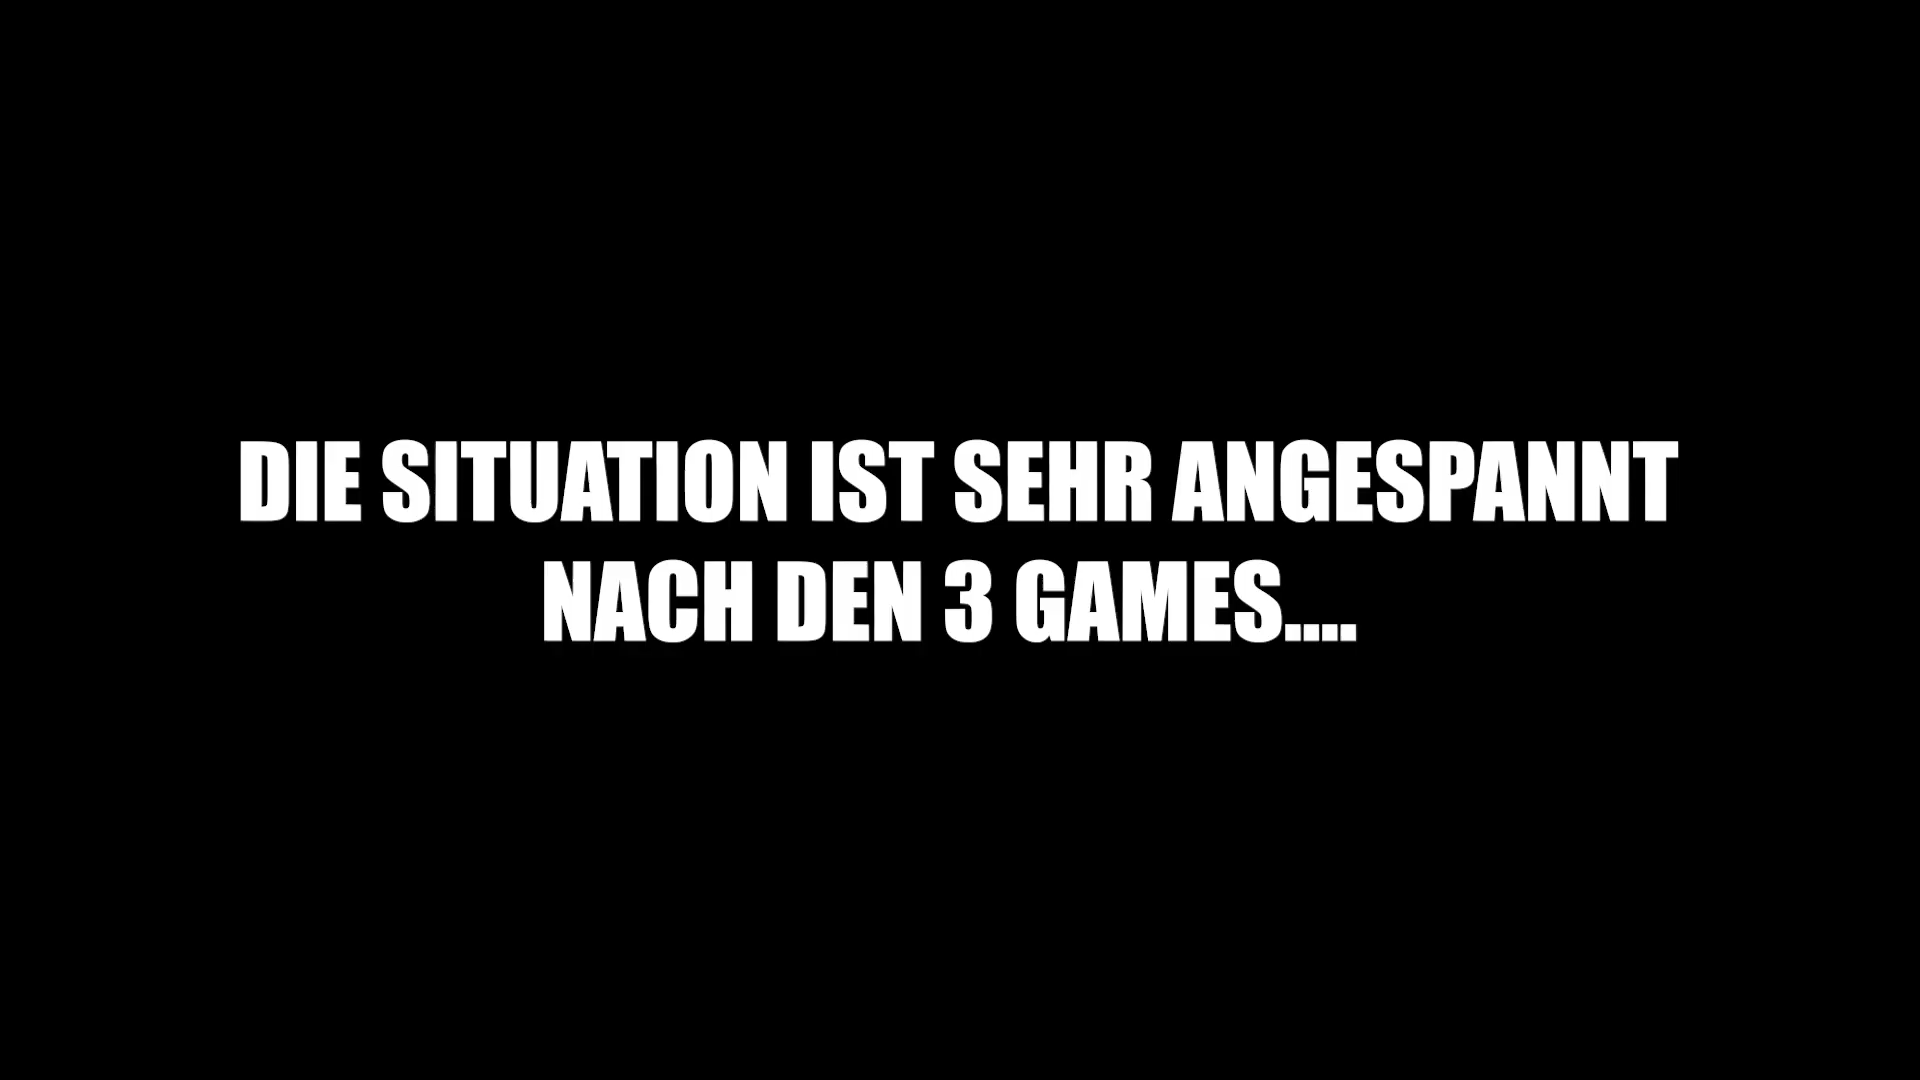 DIE SITUATION IST SEHR ANGESPANNT
NACH DEN 3 GAMES....